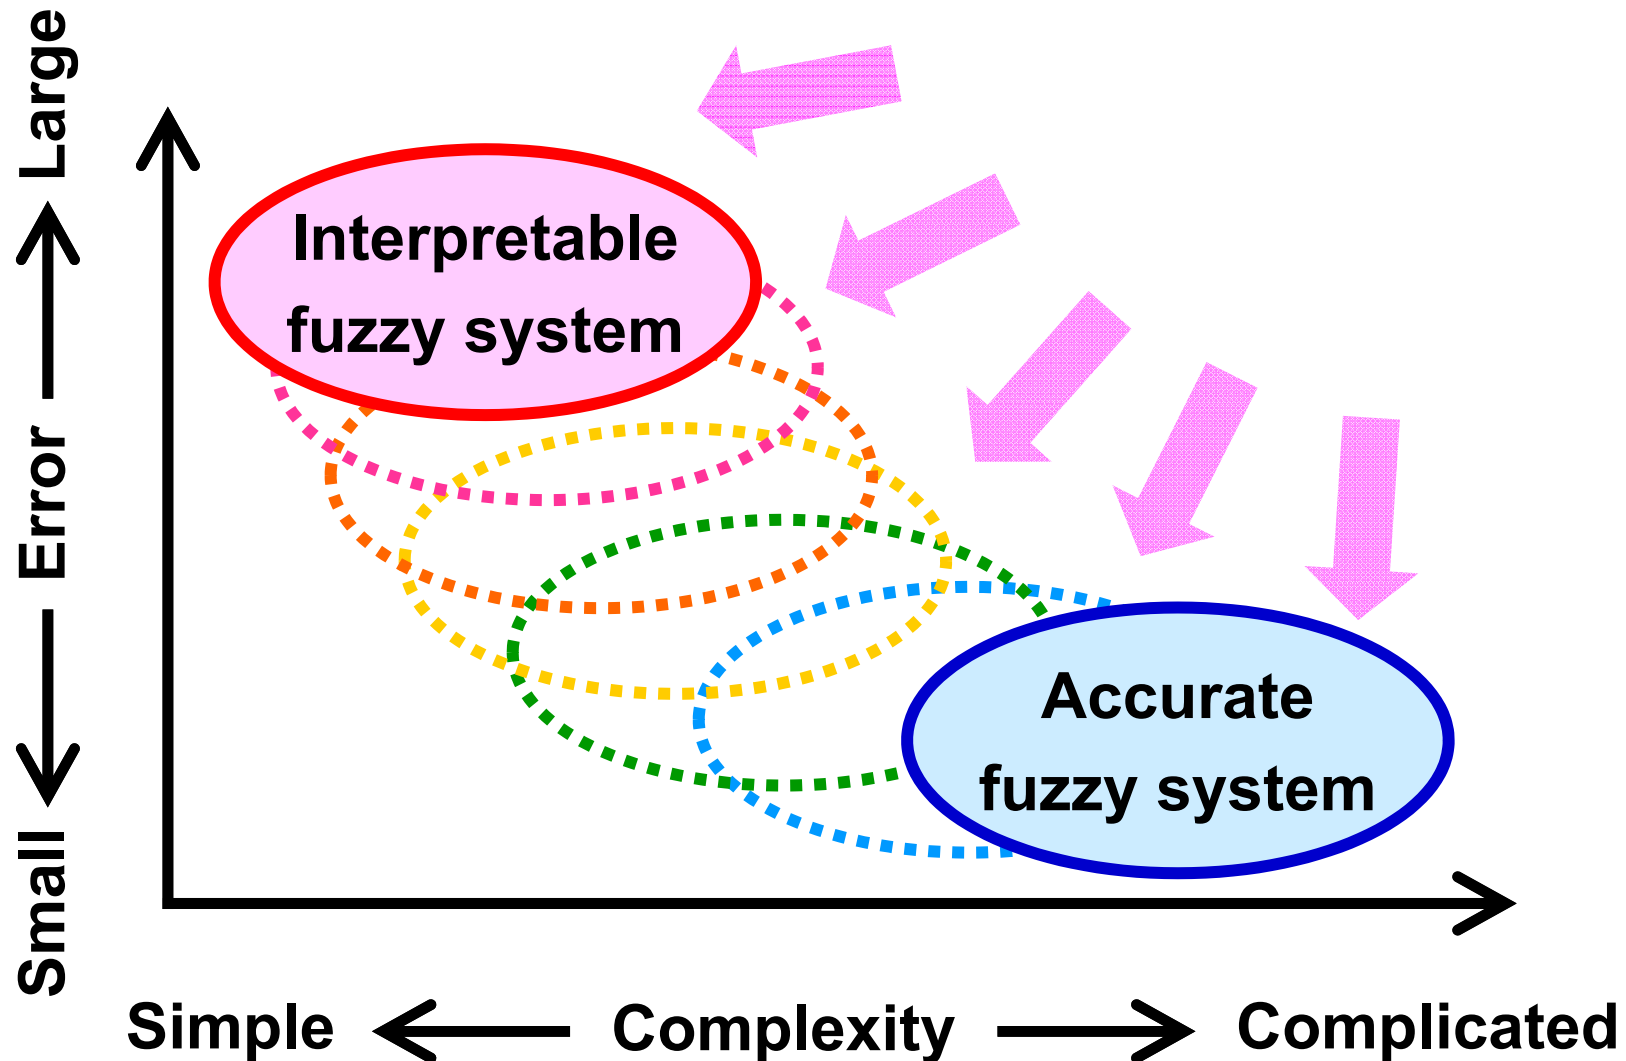 Large
Error
Small
Interpretable
fuzzy system
Accurate
fuzzy system
Simple
Complexity
Complicated